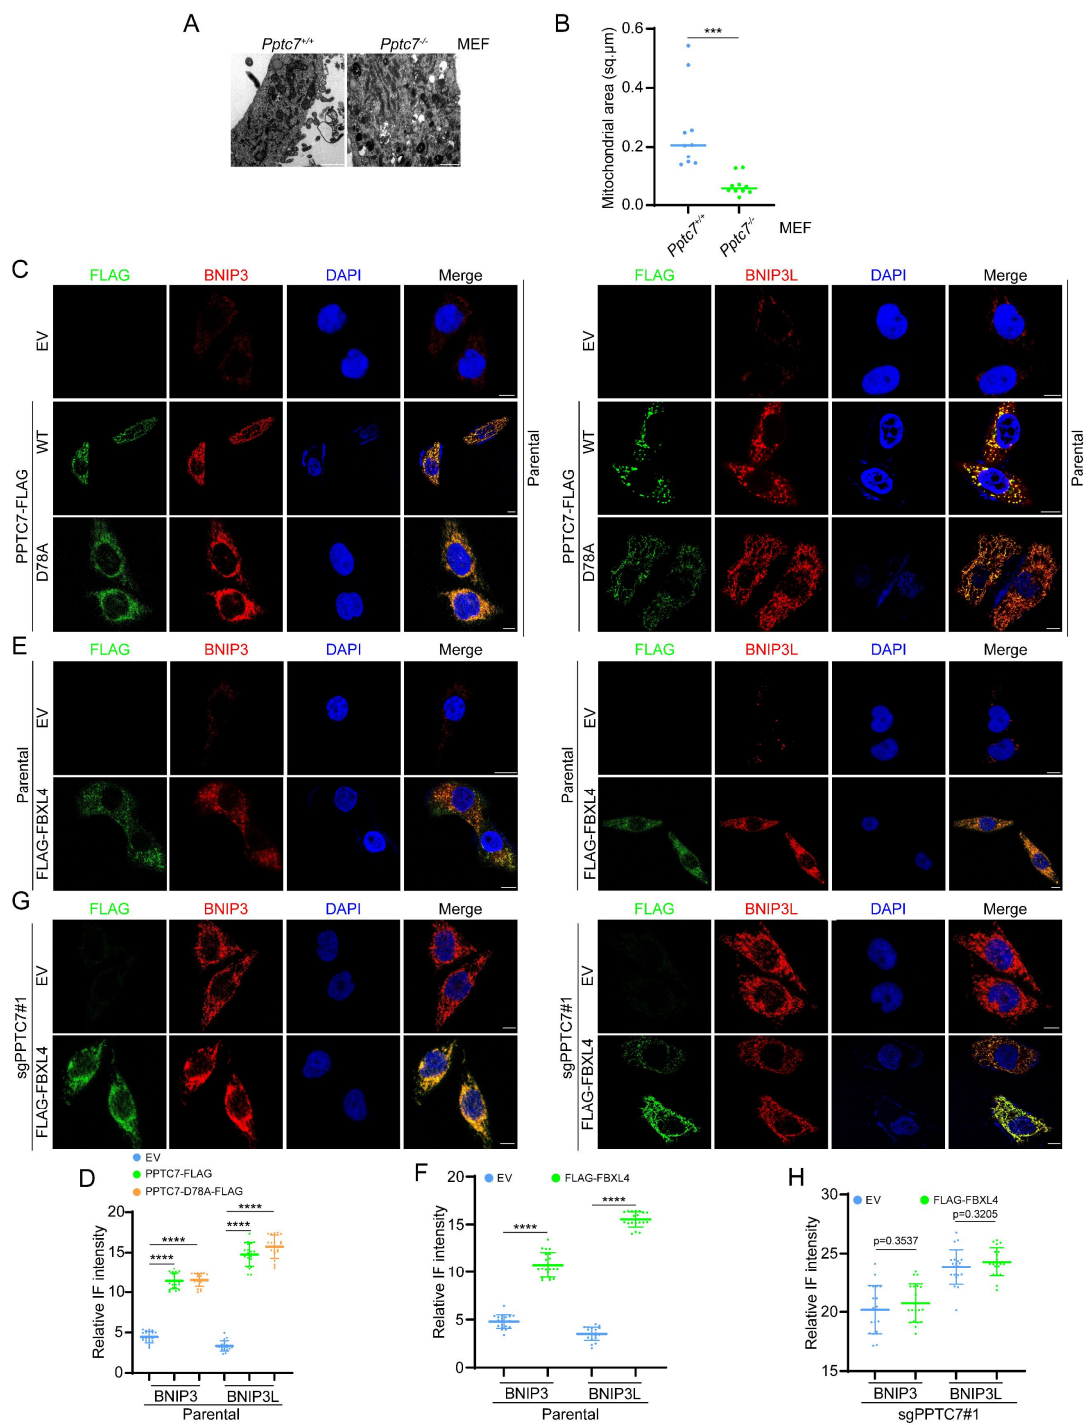 A
Pptc7+/+ Pptc7-/- MEF
B
Mitochondrial area (sq.μm)
0.6
0.4
0.2
0.0
***
Pptc7+/+ Pptc7-/- MEF
C
FLAG BNIP3 DAPI Merge
EV
WT
D78A
PPTC7-FLAG
Parental
FLAG BNIP3L DAPI Merge
EV
WT
D78A
PPTC7-FLAG
Parental
E
FLAG BNIP3 DAPI Merge
EV
FLAG-FBXL4
Parental
FLAG BNIP3L DAPI Merge
EV
FLAG-FBXL4
Parental
G
FLAG BNIP3 DAPI Merge
EV
FLAG-FBXL4
sgPPTC7#1
FLAG BNIP3L DAPI Merge
EV
FLAG-FBXL4
sgPPTC7#1
D
EV
PPTC7-FLAG
PPTC7-D78A-FLAG
Relative IF intensity
20
15
10
5
0
****
****
****
****
BNIP3 BNIP3L
Parental
F
EV FLAG-FBXL4
Relative IF intensity
20
15
10
5
0
****
****
BNIP3 BNIP3L
Parental
H
EV FLAG-FBXL4
Relative IF intensity
30
25
20
15
p=0.3537
p=0.3205
BNIP3 BNIP3L
sgPPTC7#1